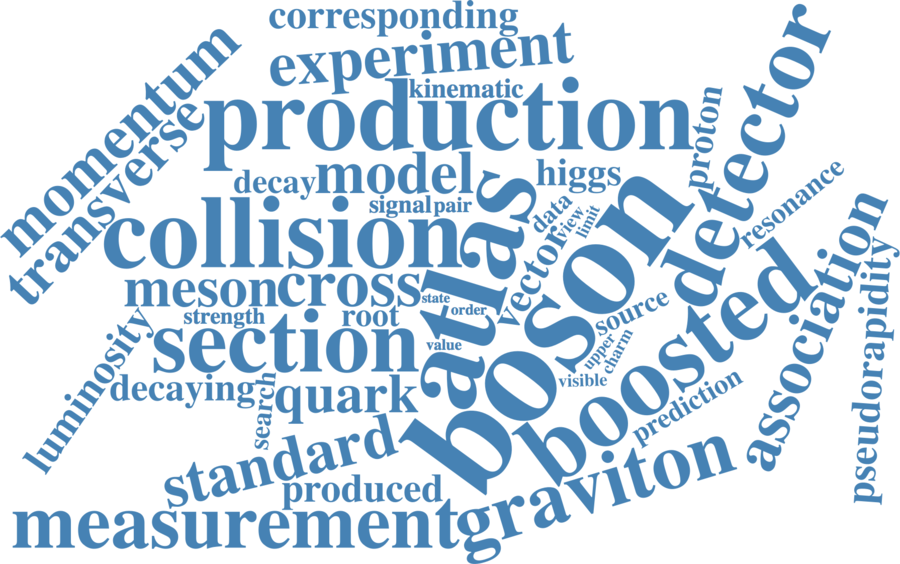 corresponding
experiment
kinematic
production
momentum
transverse
detector
proton
decay
model
higgs
signal
pair
data
view
limit
resonance
collision
atlas
vector
boson
association
pseudorapidity
meson
cross
state
order
source
strength
root
value
upper
charm
visible
section
boosted
luminosity
decaying
search
quark
prediction
standard
produced
graviton
measurement